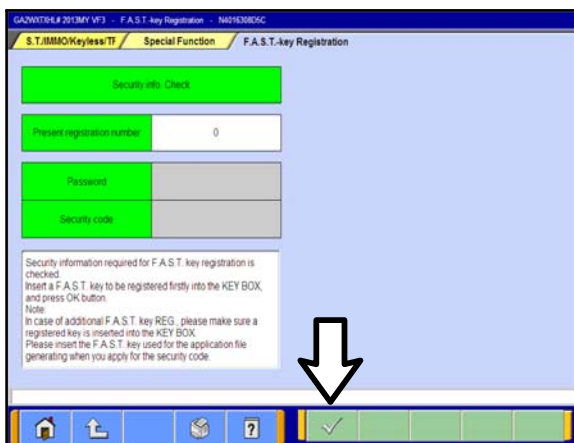 GA2WXTXHL# 2013MY VF3 - F.A.S.T.-key Registration - N4016308D5C
S.T./IMMO/Keyless/TF Special Function F.A.S.T.-key Registration
Security info. Check
Present registration number 0
Password
Security code
Security information required for F.A.S.T. key registration is
checked.
Insert a F.A.S.T. key to be registered firstly into the KEY BOX,
and press OK button.
Note:
In case of additional F.A.S.T. key REG., please make sure a
registered key is inserted into the KEY BOX.
Please insert the F.A.S.T. key used for the application file
generating when you apply for the security code.
?